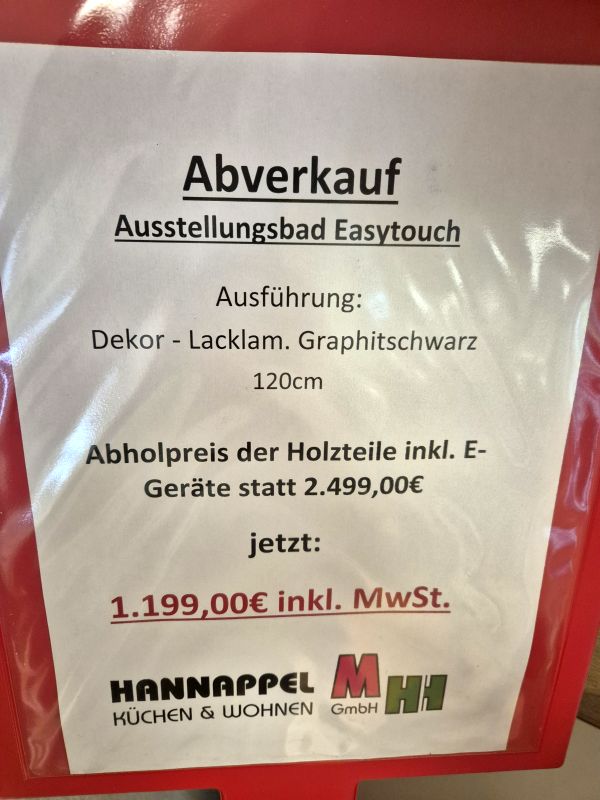 Abverkauf
Ausstellungsbad Easytouch
Ausführung:
Dekor - Lacklam. Graphitschwarz
120cm
Abholpreis der Holzteile inkl. E-
Geräte statt 2.499,00€
jetzt:
1.199,00€ inkl. MwSt.
HANNAPPEL
KÜCHEN & WOHNEN
M
GmbH
HH